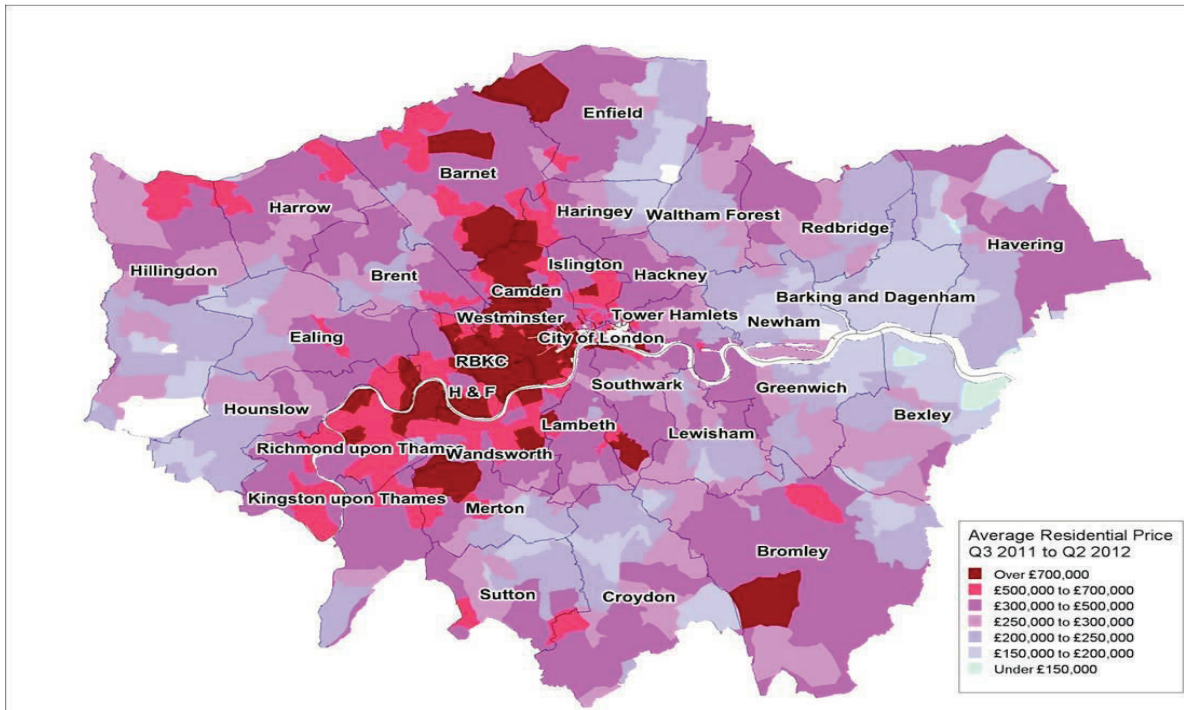 Enfield
Barnet
Haringey
Waltham Forest
Harrow
Redbridge
Havering
Hillingdon
Brent
Islington
Hackney
Camden
Barking and Dagenham
Westminster
Tower Hamlets
Newham
Ealing
City of London
RBKC
Southwark
Greenwich
H & F
Hounslow
Bexley
Lambeth
Lewisham
Richmond upon Thames
Wandsworth
Kingston upon Thames
Merton
Bromley
Sutton
Croydon
Average Residential Price
Q3 2011 to Q2 2012
Over £700,000
£500,000 to £700,000
£300,000 to £500,000
£250,000 to £300,000
£200,000 to £250,000
£150,000 to £200,000
Under £150,000